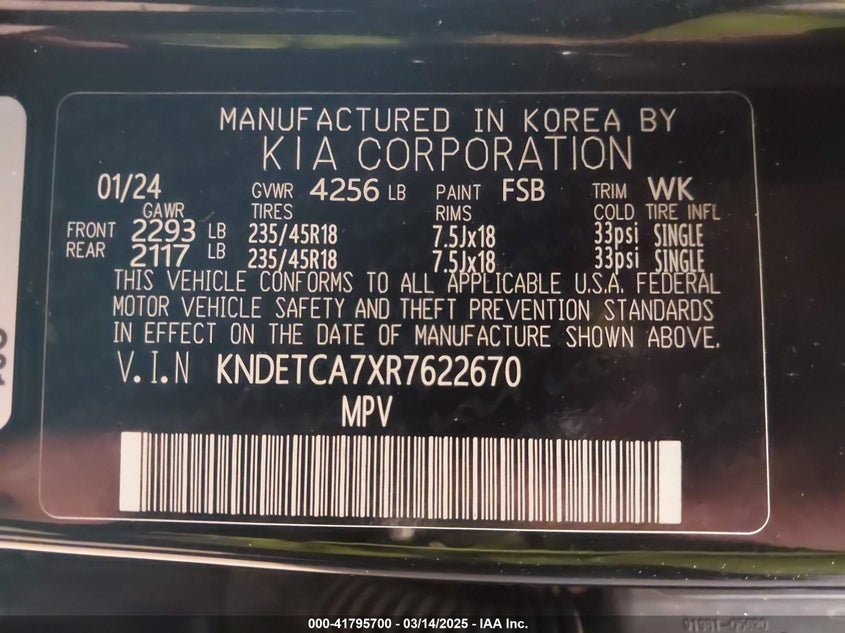 MANUFACTURED IN KOREA BY
KIA CORPORATION
01/24 GVWR 4256 LB PAINT FSB TRIM WK
GAWR TIRES RIMS COLD TIRE INFL
FRONT 2293 LB 235/45R18 7.5Jx18 33psi SINGLE
REAR 2117 LB 235/45R18 7.5Jx18 33psi SINGLE
THIS VEHICLE CONFORMS TO ALL APPLICABLE U.S.A. FEDERAL
MOTOR VEHICLE SAFETY AND THEFT PREVENTION STANDARDS
IN EFFECT ON THE DATE OF MANUFACTURE SHOWN ABOVE.
V.I.N KNDETCA7XR7622670
MPV
000-41795700 - 03/14/2025 - IAA Inc.